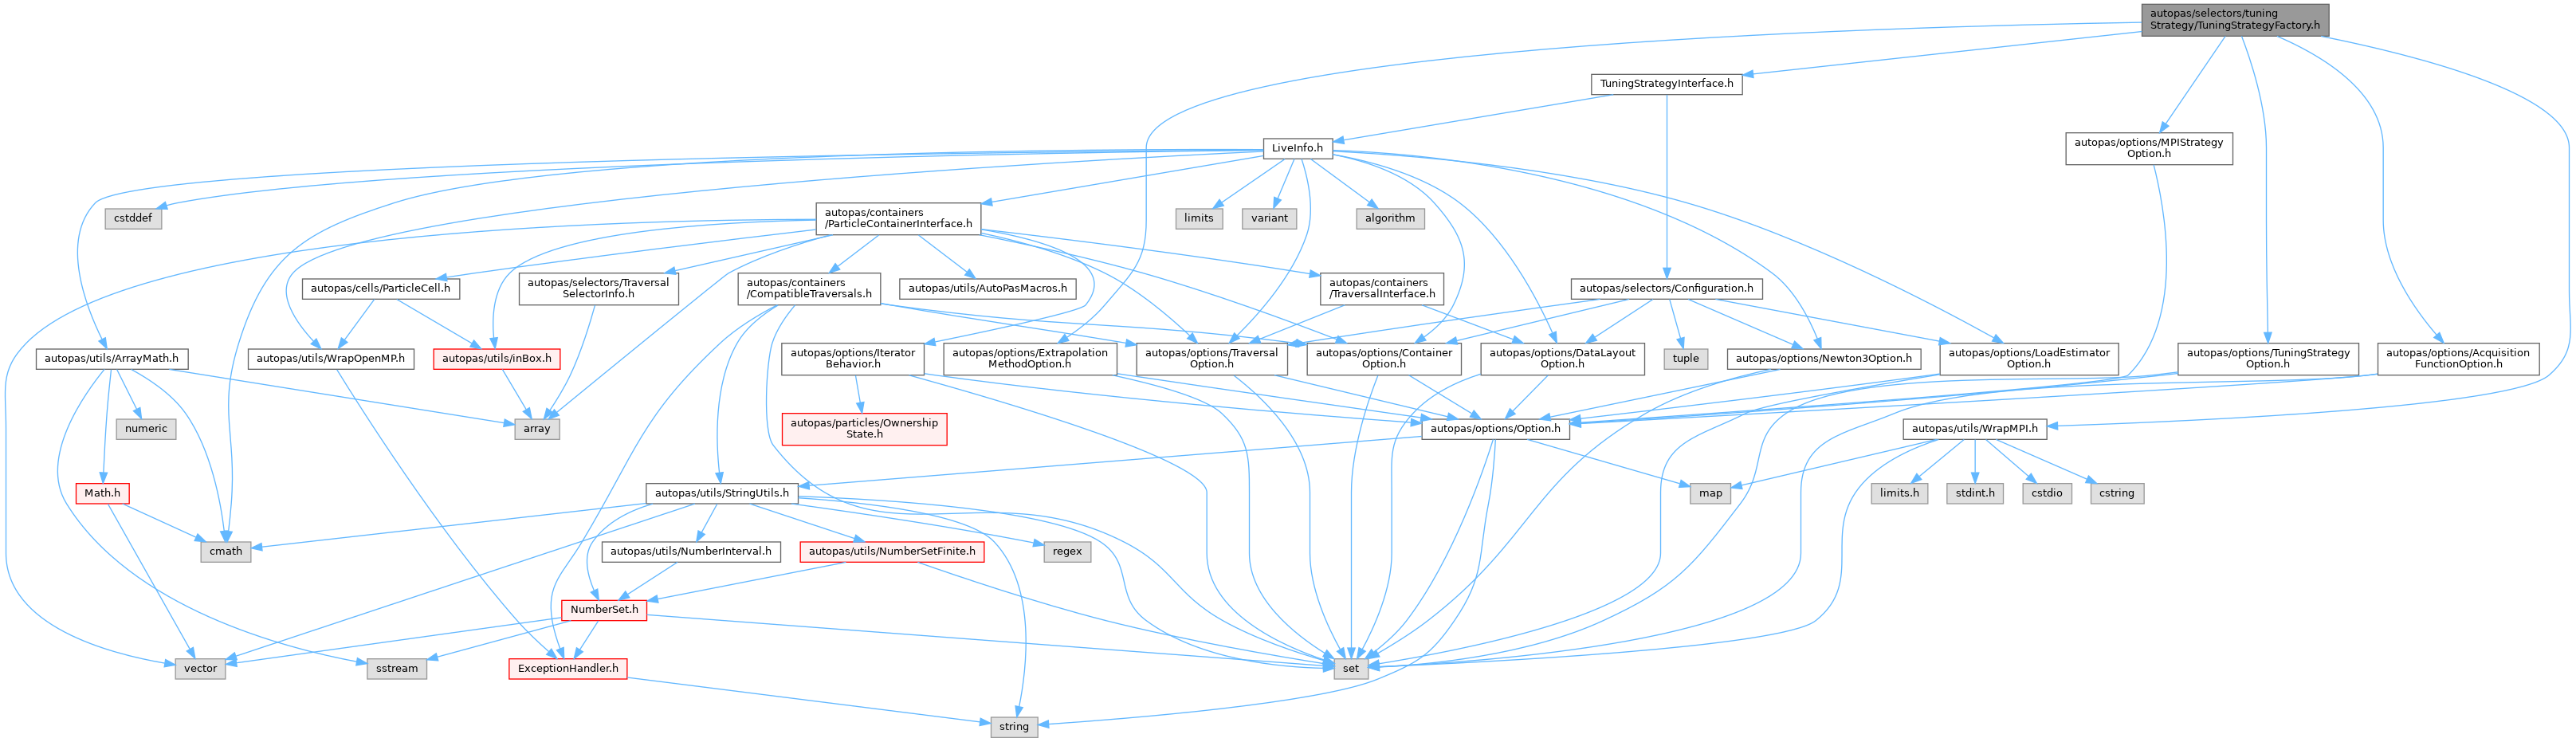 autopas/selectors/tuning
Strategy/TuningStrategyFactory.h
TuningStrategyInterface.h
LiveInfo.h
autopas/options/MPIStrategy
Option.h
cstddef
autopas/containers
/ParticleContainerInterface.h
limits
variant
algorithm
autopas/cells/ParticleCell.h
autopas/selectors/Traversal
SelectorInfo.h
autopas/containers
/CompatibleTraversals.h
autopas/utils/AutoPasMacros.h
autopas/containers
/TraversalInterface.h
autopas/selectors/Configuration.h
autopas/utils/ArrayMath.h
autopas/utils/WrapOpenMP.h
autopas/utils/inBox.h
autopas/options/Iterator
Behavior.h
autopas/options/Extrapolation
MethodOption.h
autopas/options/Traversal
Option.h
autopas/options/Container
Option.h
autopas/options/DataLayout
Option.h
tuple
autopas/options/Newton3Option.h
autopas/options/LoadEstimator
Option.h
autopas/options/TuningStrategy
Option.h
autopas/options/Acquisition
FunctionOption.h
numeric
array
autopas/particles/Ownership
State.h
autopas/options/Option.h
autopas/utils/WrapMPI.h
Math.h
autopas/utils/StringUtils.h
map
limits.h
stdint.h
cstdio
cstring
cmath
autopas/utils/NumberInterval.h
autopas/utils/NumberSetFinite.h
regex
NumberSet.h
vector
sstream
ExceptionHandler.h
set
string